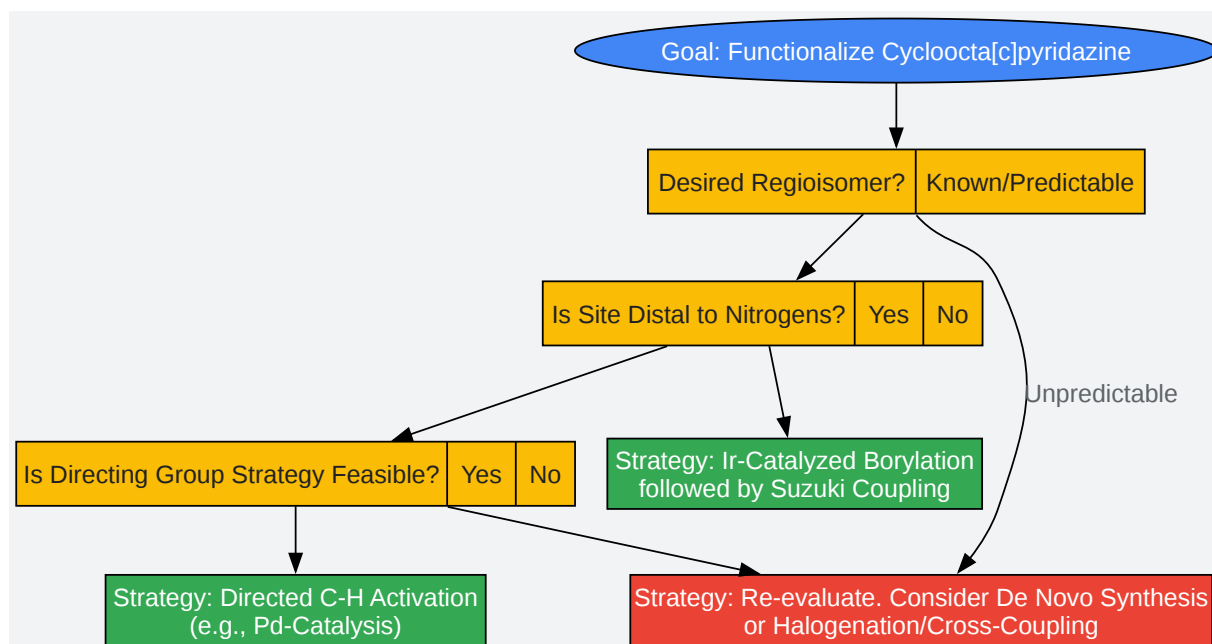 Goal: Functionalize Cycloocta[c]pyridazine
Desired Regioisomer? Known/Predictable
Is Site Distal to Nitrogens? Yes No
Unpredictable
Is Directing Group Strategy Feasible? Yes No
Strategy: Ir-Catalyzed Borylation
followed by Suzuki Coupling
Strategy: Directed C-H Activation
(e.g., Pd-Catalysis)
Strategy: Re-evaluate. Consider De Novo Synthesis
or Halogenation/Cross-Coupling